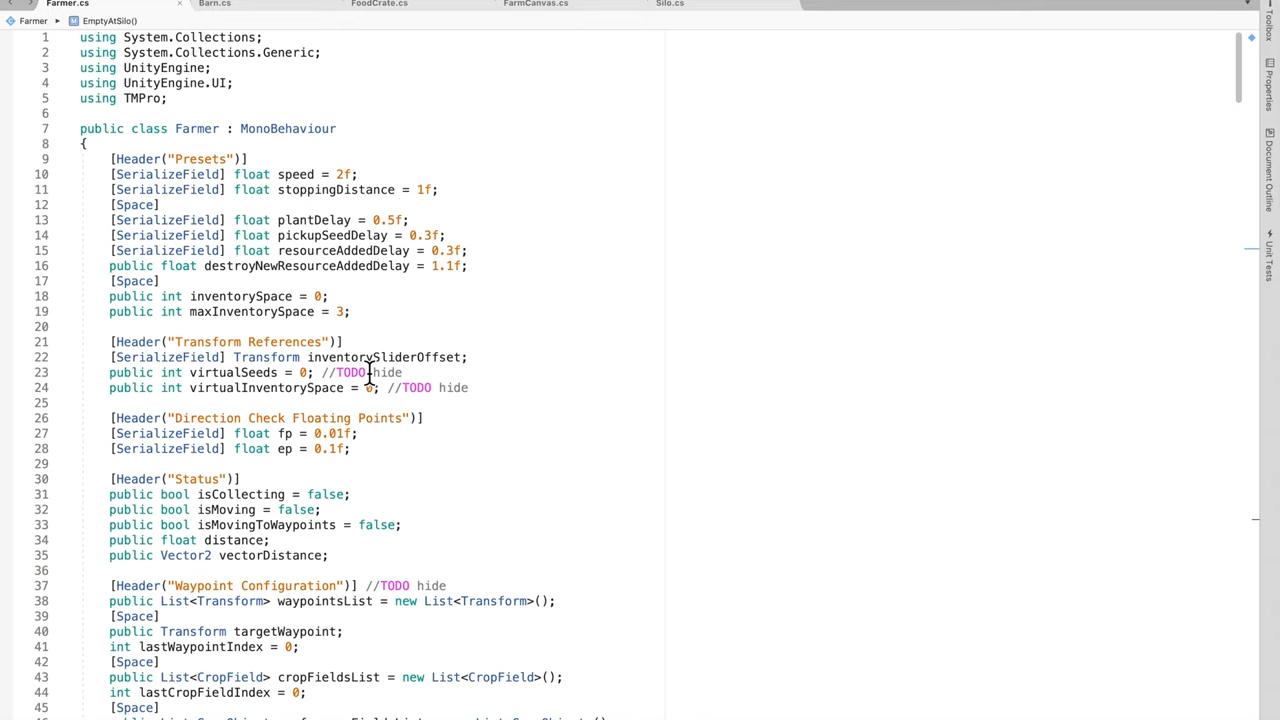 Farmer.cs Barn.cs FoodCrate.cs FarmCanvas.cs Silo.cs
Farmer EmptyAtSilo()
1 using System.Collections;
2 using System.Collections.Generic;
3 using UnityEngine;
4 using UnityEngine.UI;
5 using TMPro;
6
7 public class Farmer : MonoBehaviour
8 {
9 [Header("Presets")]
10 [SerializeField] float speed = 2f;
11 [SerializeField] float stoppingDistance = 1f;
12 [Space]
13 [SerializeField] float plantDelay = 0.5f;
14 [SerializeField] float pickupSeedDelay = 0.3f;
15 [SerializeField] float resourceAddedDelay = 0.3f;
16 public float destroyNewResourceAddedDelay = 1.1f;
17 [Space]
18 public int inventorySpace = 0;
19 public int maxInventorySpace = 3;
20
21 [Header("Transform References")]
22 [SerializeField] Transform inventorySliderOffset;
23 public int virtualSeeds = 0; //TODO hide
24 public int virtualInventorySpace = 0; //TODO hide
25
26 [Header("Direction Check Floating Points")]
27 [SerializeField] float fp = 0.01f;
28 [SerializeField] float ep = 0.1f;
29
30 [Header("Status")]
31 public bool isCollecting = false;
32 public bool isMoving = false;
33 public bool isMovingToWaypoints = false;
34 public float distance;
35 public Vector2 vectorDistance;
36
37 [Header("Waypoint Configuration")] //TODO hide
38 public List<Transform> waypointsList = new List<Transform>();
39 [Space]
40 public Transform targetWaypoint;
41 int lastWaypointIndex = 0;
42 [Space]
43 public List<CropField> cropFieldsList = new List<CropField>();
44 int lastCropFieldIndex = 0;
45 [Space]
Toolbox
Properties
Document Outline
Unit Tests